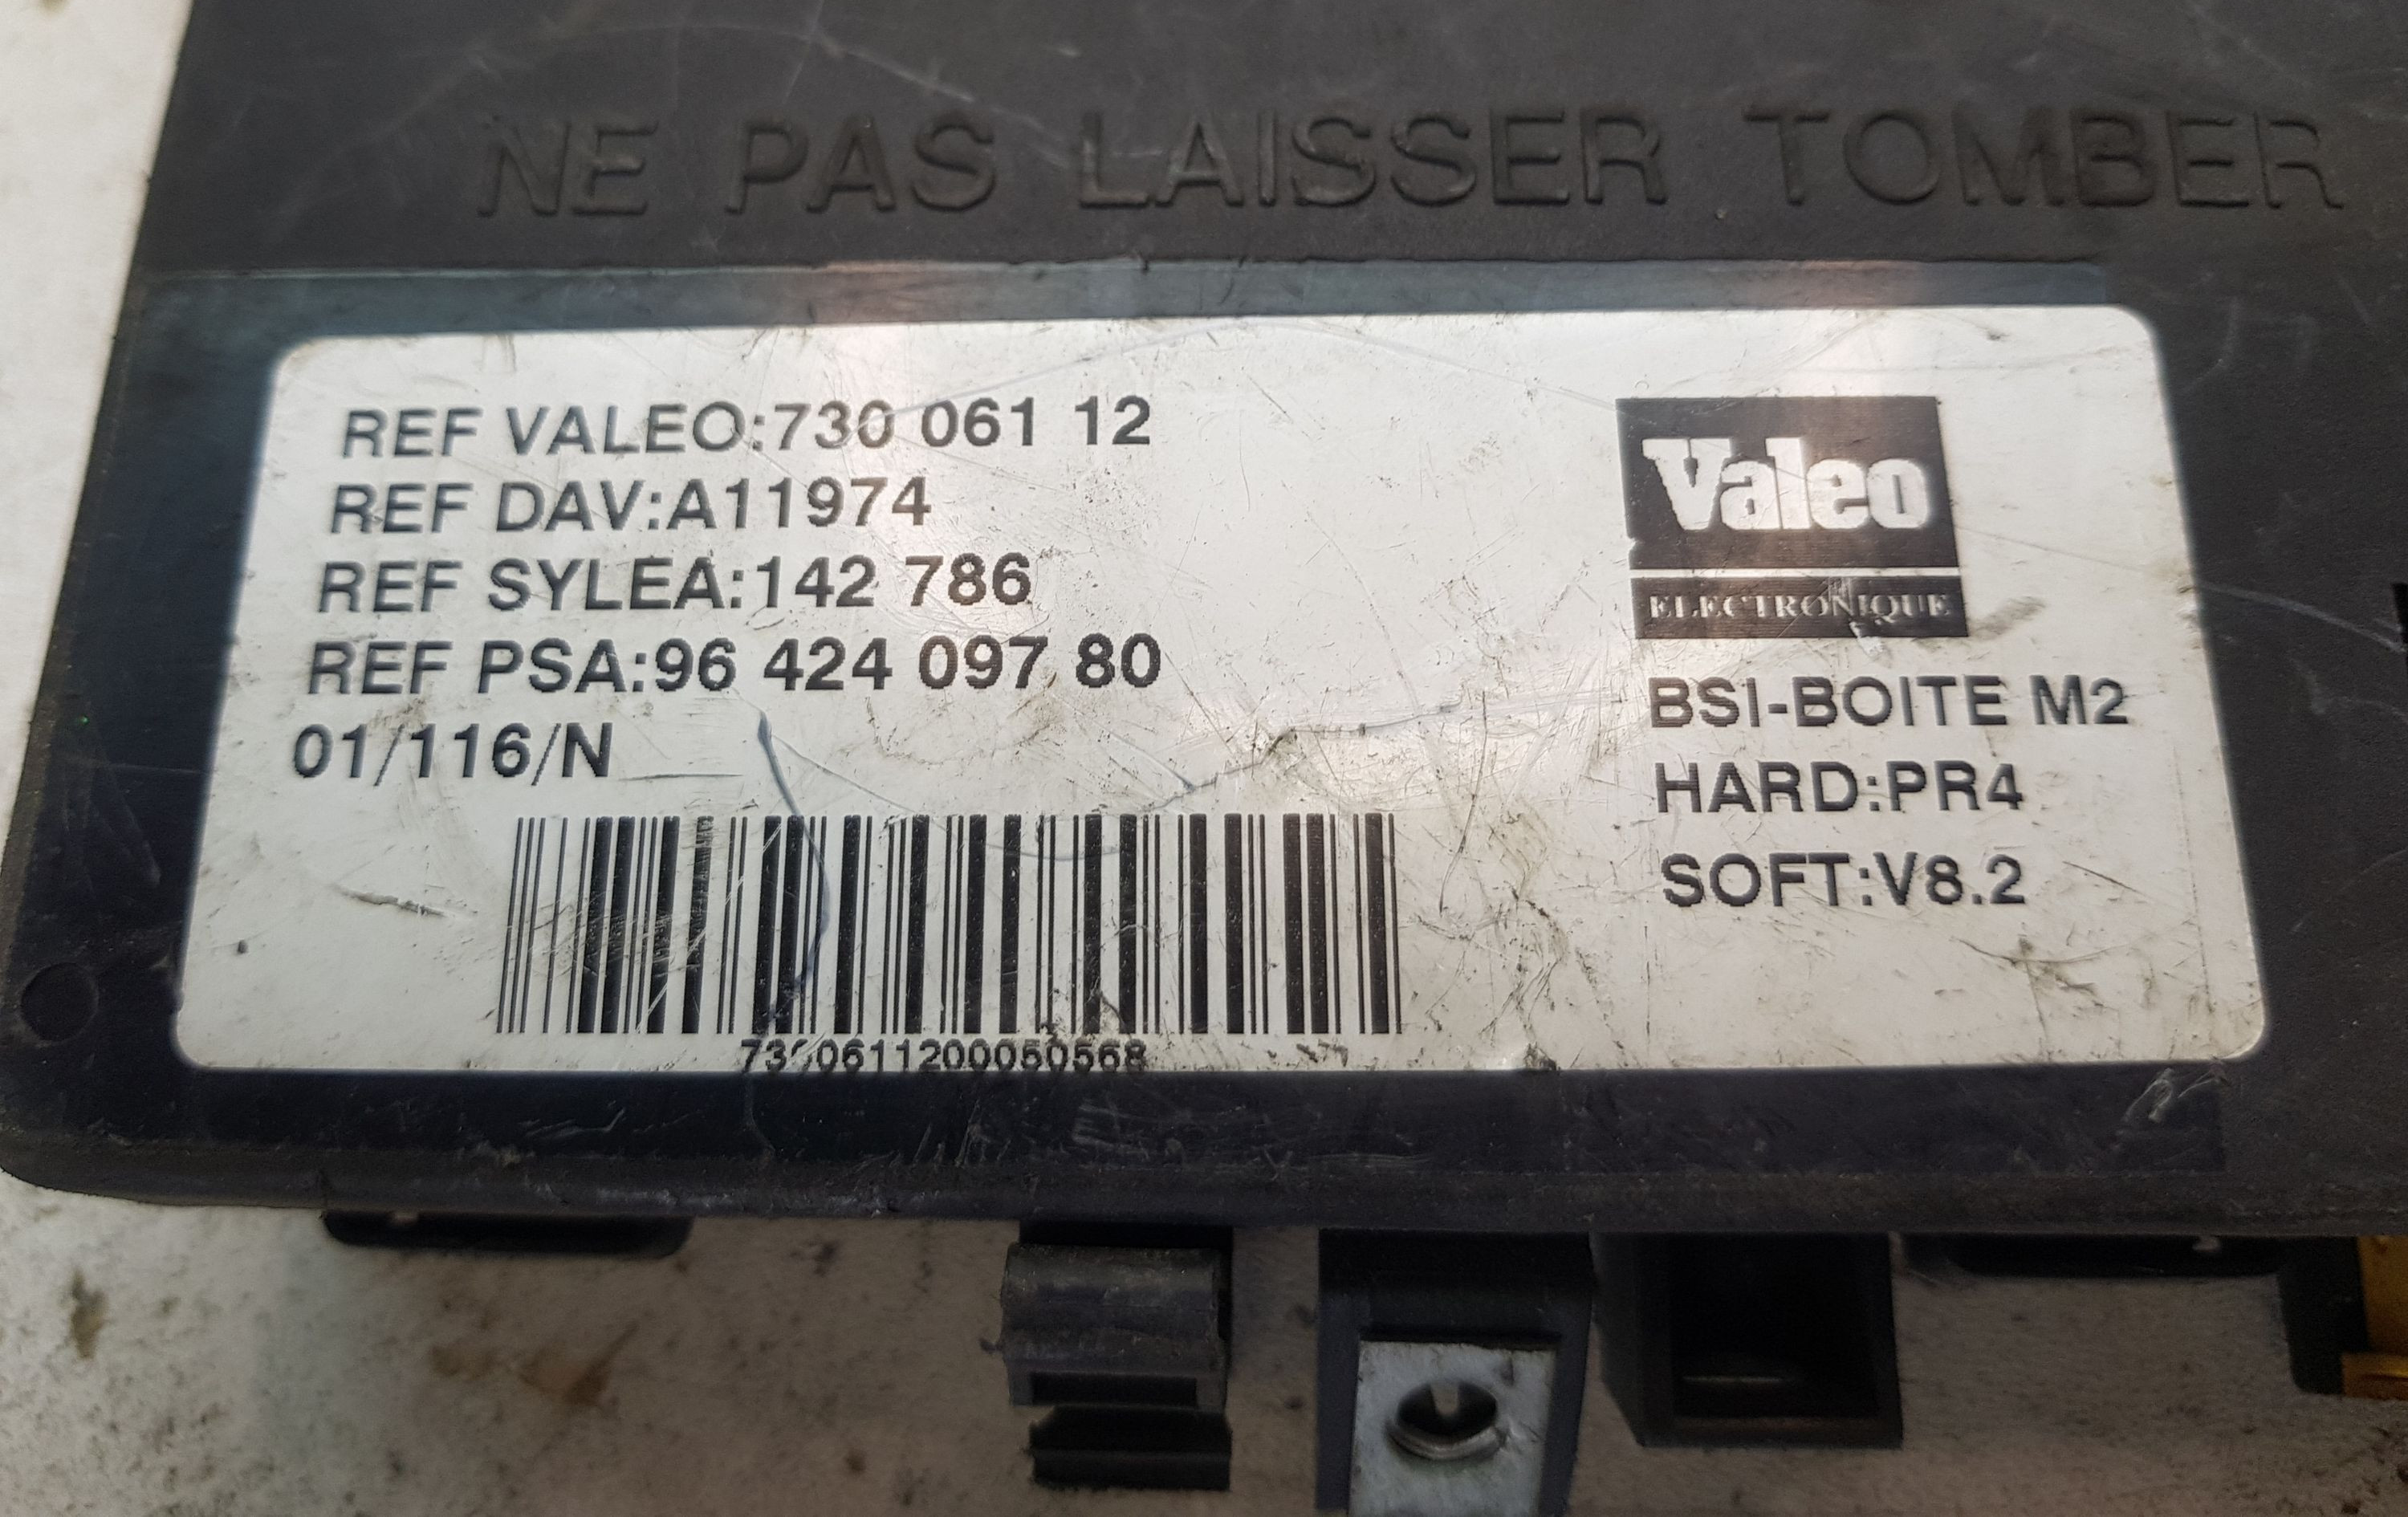 NE PAS LAISSER TOMBER
REF VALEO:730 061 12
REF DAV:A11974
REF SYLEA:142 786
REF PSA:96 424 097 80
01/116/N
Valeo
ELECTRONIQUE
BSI-BOITE M2
HARD:PR4
SOFT:V8.2